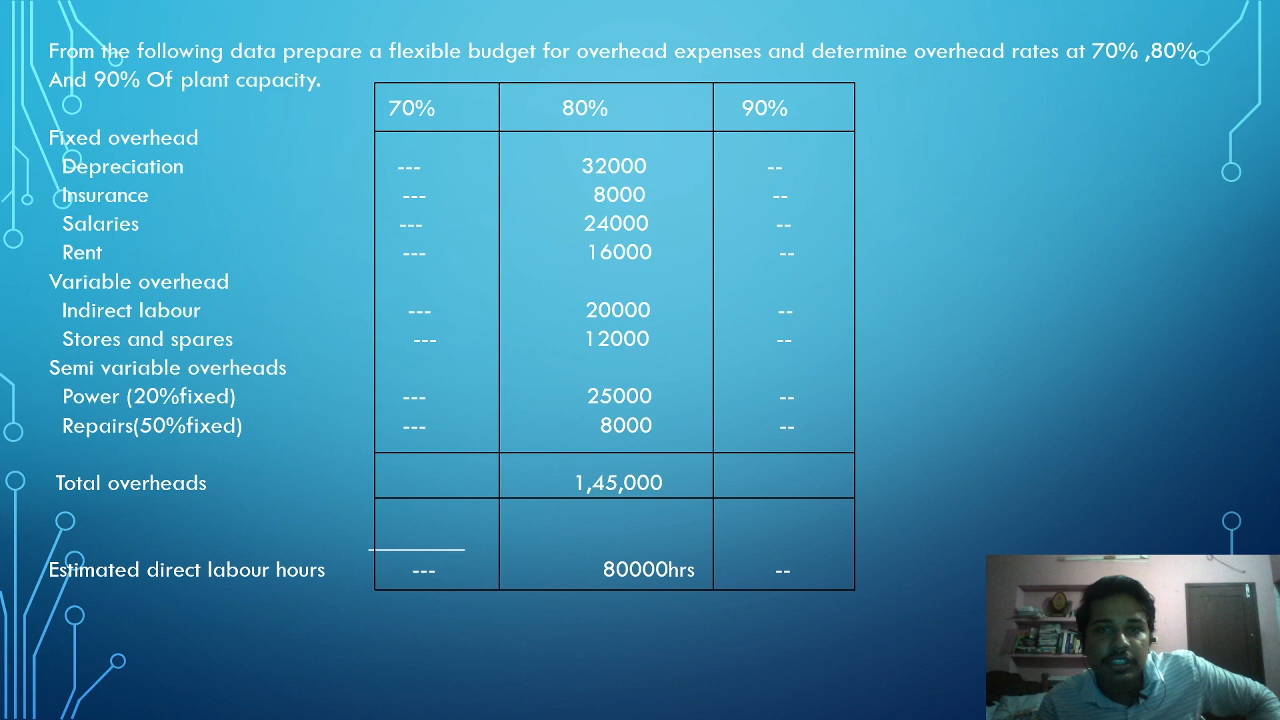 From the following data prepare a flexible budget for overhead expenses and determine overhead rates at 70% ,80%
And 90% Of plant capacity.
70% 80% 90%
Fixed overhead
Depreciation --- 32000 --
Insurance --- 8000 --
Salaries --- 24000 --
Rent --- 16000 --
Variable overhead
Indirect labour --- 20000 --
Stores and spares --- 12000 --
Semi variable overheads
Power (20%fixed) --- 25000 --
Repairs(50%fixed) --- 8000 --
Total overheads 1,45,000
Estimated direct labour hours --- 80000hrs --